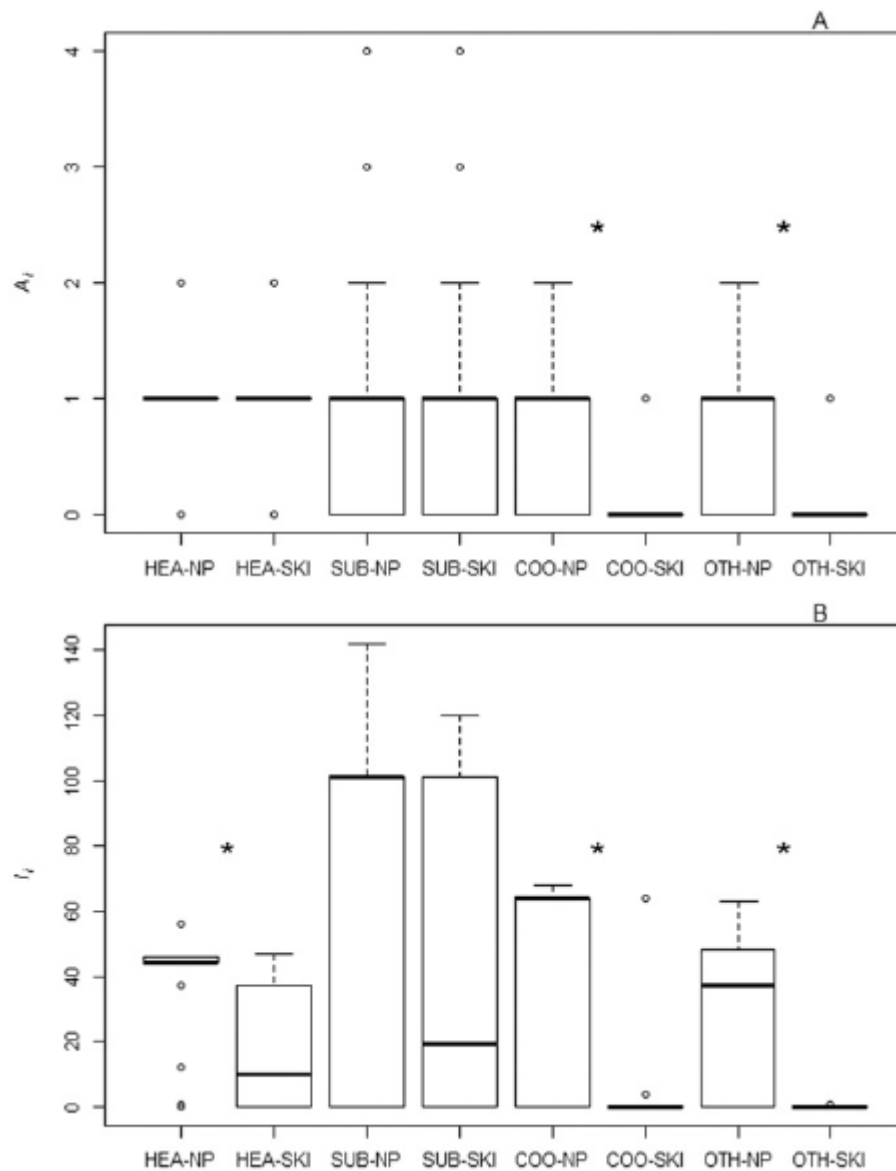 A
4
3
2
1
0
A_i
* *
HEA-NP HEA-SKI SUB-NP SUB-SKI COO-NP COO-SKI OTH-NP OTH-SKI
B
140
120
100
80
60
40
20
0
I_i
* * *
HEA-NP HEA-SKI SUB-NP SUB-SKI COO-NP COO-SKI OTH-NP OTH-SKI